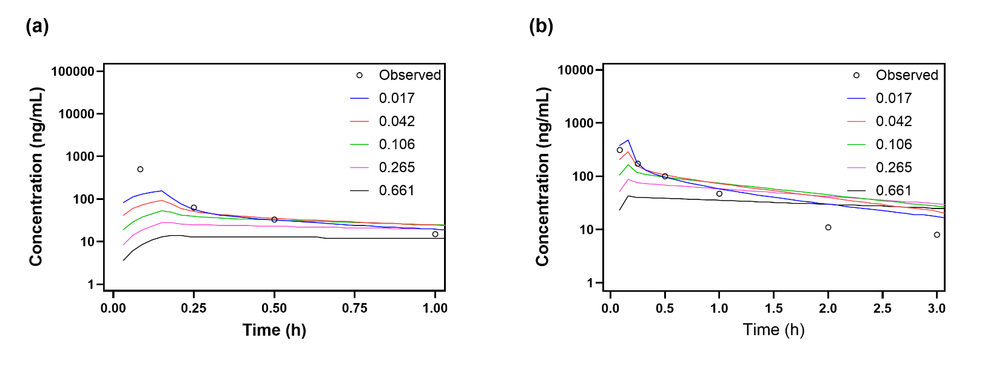 (a)
Concentration (ng/mL)
100000
10000
1000
100
10
1
0.00 0.25 0.50 0.75 1.00
Time (h)
Observed
0.017
0.042
0.106
0.265
0.661
(b)
Concentration (ng/mL)
10000
1000
100
10
1
0.0 0.5 1.0 1.5 2.0 2.5 3.0
Time (h)
Observed
0.017
0.042
0.106
0.265
0.661